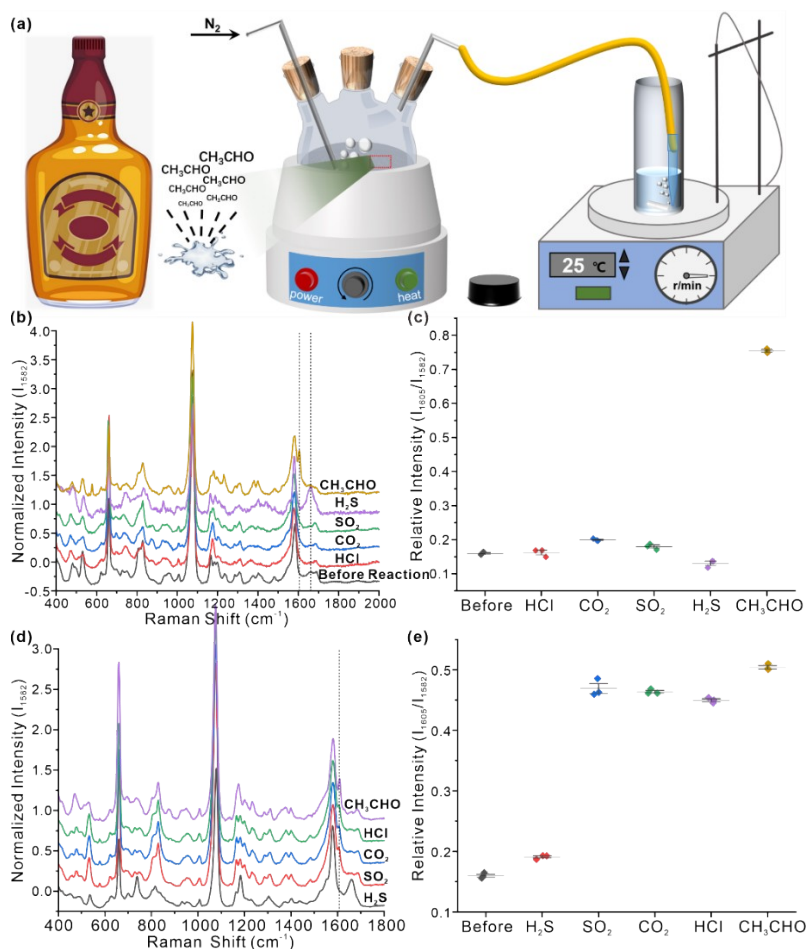 (a)
N₂
CH₃CHO
CH₃CHO
CH₃CHO
CH₃CHO
CH₃CHO
CH₃CHO
power
heat
25 ℃
r/min
(b)
Normalized Intensity (I₁₅₈₂)
4.0
3.5
3.0
2.5
2.0
1.5
1.0
0.5
0.0
-0.5
CH₃CHO
H₂S
SO₂
CO₂
HCl
Before Reaction
400 600 800 1000 1200 1400 1600 1800 2000
Raman Shift (cm⁻¹)
(c)
Relative Intensity (I₁₆₀₅/I₁₅₈₂)
0.8
0.7
0.6
0.5
0.4
0.3
0.2
0.1
Before HCl CO₂ SO₂ H₂S CH₃CHO
(d)
Normalized Intensity (I₁₅₈₂)
3.0
2.5
2.0
1.5
1.0
0.5
0.0
CH₃CHO
HCl
CO₂
SO₂
H₂S
400 600 800 1000 1200 1400 1600 1800
Raman Shift (cm⁻¹)
(e)
Relative Intensity (I₁₆₀₅/I₁₅₈₂)
0.5
0.4
0.3
0.2
0.1
Before H₂S SO₂ CO₂ HCl CH₃CHO